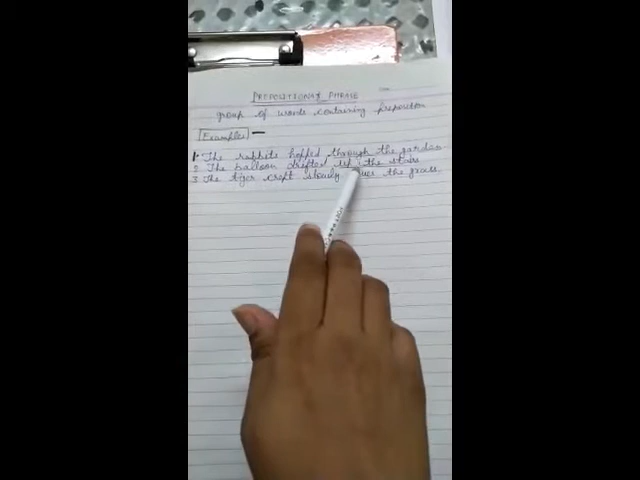 PREPOSITIONAL PHRASE
group of words containing preposition
Examples -
1. The rabbits hopped through the garden
2 The balloon drifted up the stairs
3. The tiger crept slowly over the grass.